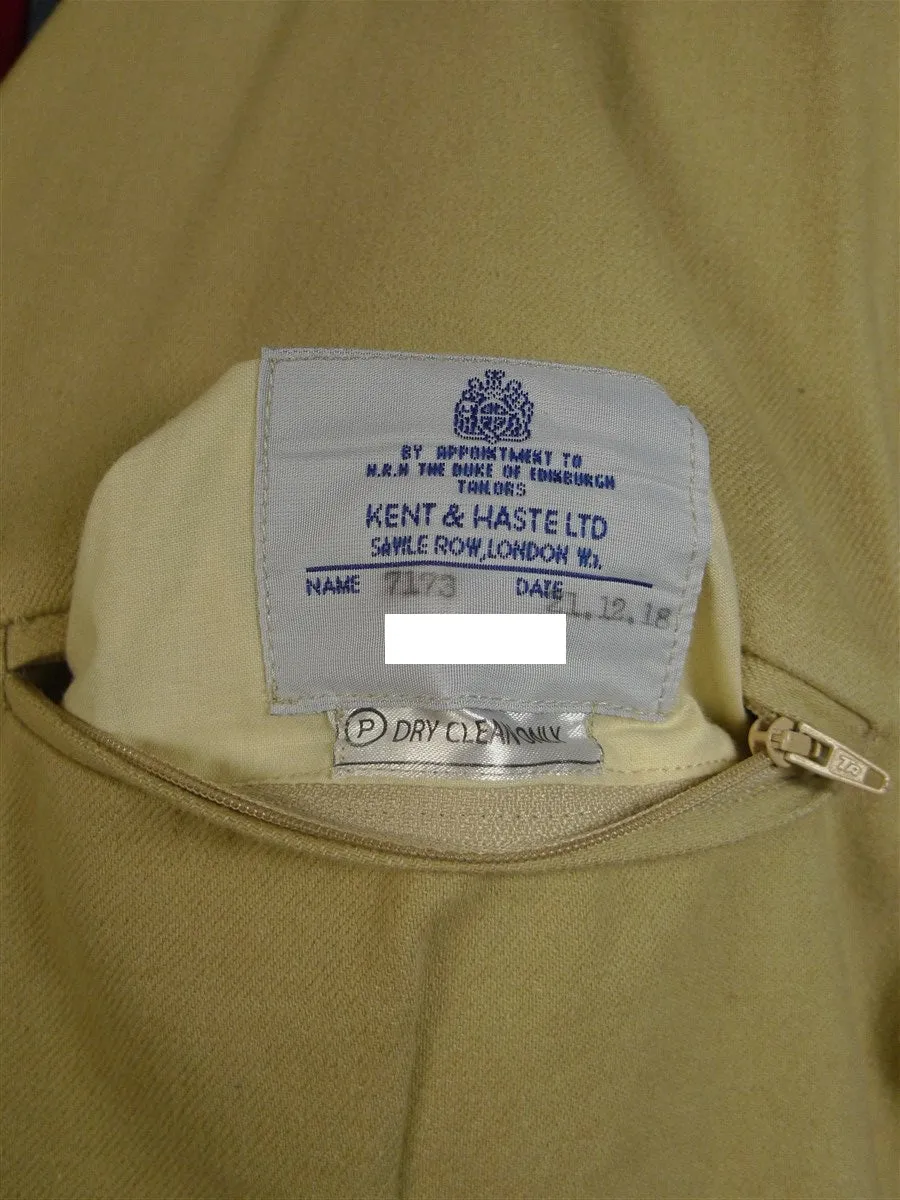 BY APPOINTMENT TO
H.R.H THE DUKE OF EDINBURGH
TAILORS
KENT & HASTE LTD
SAVILE ROW, LONDON W1.
NAME 7173 DATE 21.12.18
P DRY CLEAN ONLY